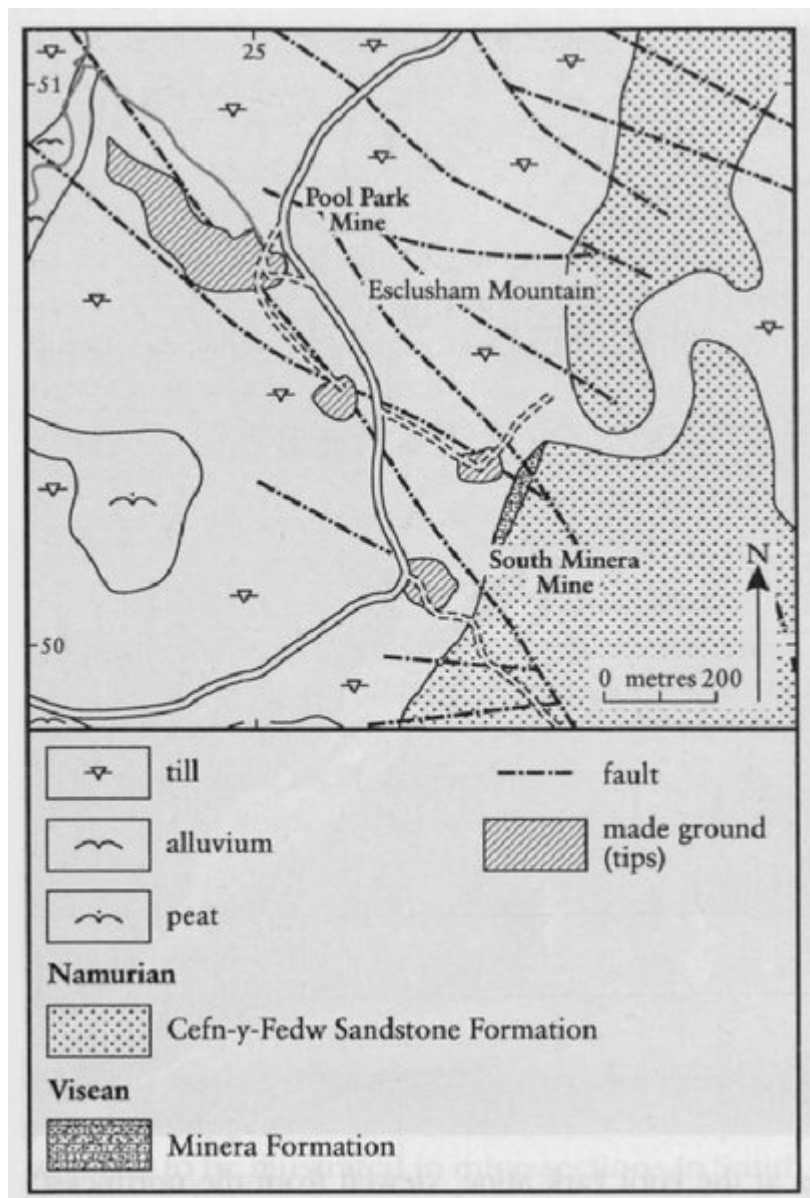 25
51
Pool Park
Mine
Esclusham Mountain
South Minera
Mine
N
50
0 metres 200
till
fault
alluvium
made ground
(tips)
peat
Namurian
Cefn-y-Fedw Sandstone Formation
Visean
Minera Formation